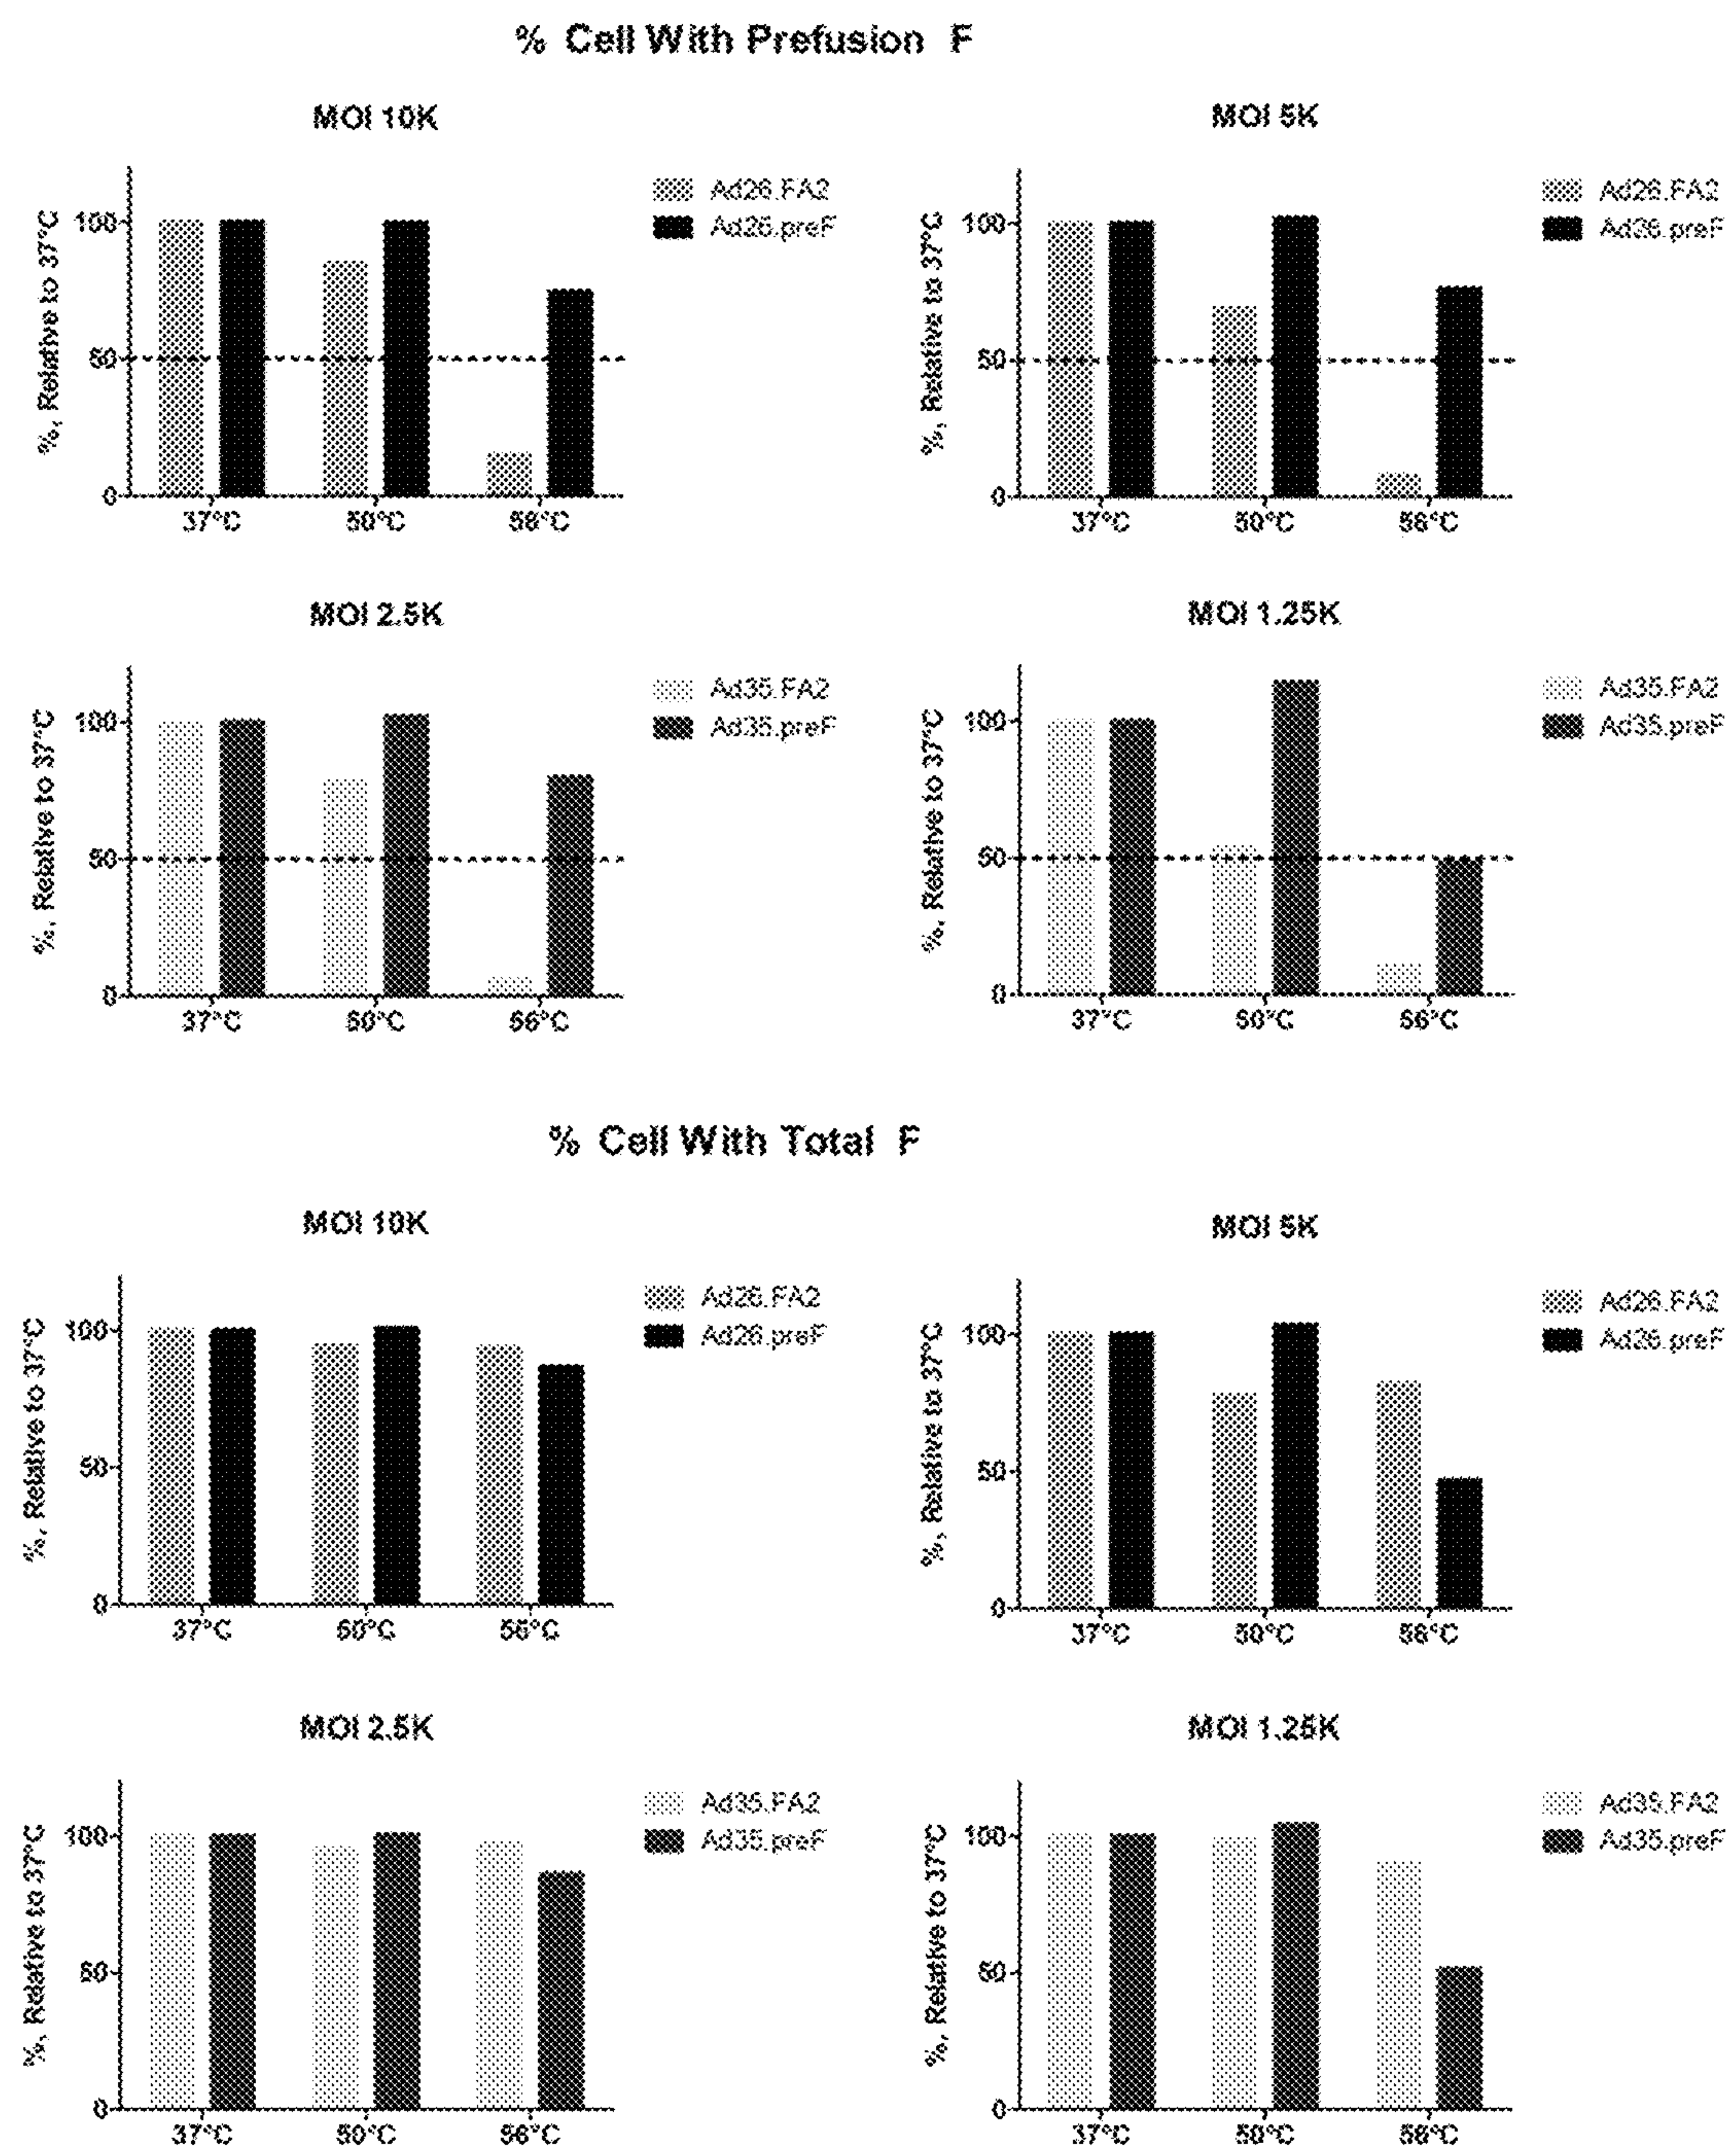 % Cell With Prefusion F
MOI 10K
%, Relative to 37°C
100
50
0
37°C 50°C 56°C
Ad26.FA2
Ad26.preF
MOI 5K
%, Relative to 37°C
100
50
0
37°C 50°C 56°C
Ad26.FA2
Ad26.preF
MOI 2.5K
%, Relative to 37°C
100
50
0
37°C 50°C 56°C
Ad35.FA2
Ad35.preF
MOI 1.25K
%, Relative to 37°C
100
50
0
37°C 50°C 56°C
Ad35.FA2
Ad35.preF
% Cell With Total F
MOI 10K
%, Relative to 37°C
100
50
0
37°C 50°C 56°C
Ad26.FA2
Ad26.preF
MOI 5K
%, Relative to 37°C
100
50
0
37°C 50°C 56°C
Ad26.FA2
Ad26.preF
MOI 2.5K
%, Relative to 37°C
100
50
0
37°C 50°C 56°C
Ad35.FA2
Ad35.preF
MOI 1.25K
%, Relative to 37°C
100
50
0
37°C 50°C 56°C
Ad35.FA2
Ad35.preF